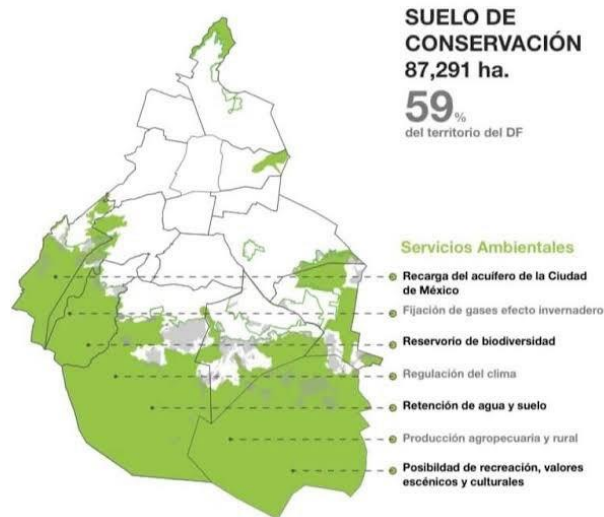 SUELO DE
CONSERVACIÓN
87,291 ha.
59%
del territorio del DF
Servicios Ambientales
Recarga del acuífero de la Ciudad
de México
Fijación de gases efecto invernadero
Reservorio de biodiversidad
Regulación del clima
Retención de agua y suelo
Producción agropecuaria y rural
Posibildad de recreación, valores
escénicos y culturales